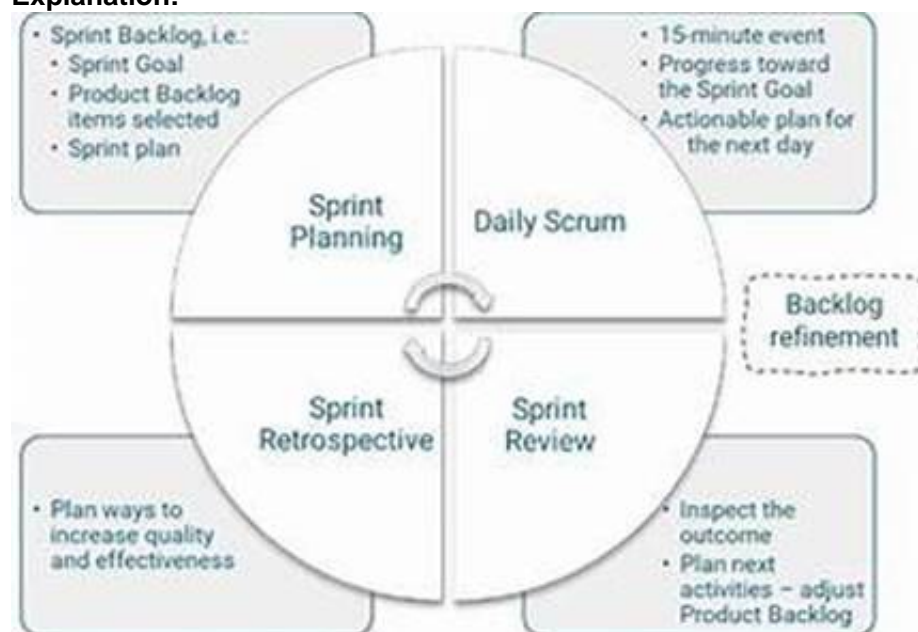 Explanation:
• Sprint Backlog, i.e.:
• Sprint Goal
• Product Backlog
items selected
• Sprint plan
• 15-minute event
• Progress toward
the Sprint Goal
• Actionable plan for
the next day
Sprint
Planning
Daily Scrum
Backlog
refinement
Sprint
Retrospective
Sprint
Review
• Plan ways to
increase quality
and effectiveness
• Inspect the
outcome
• Plan next
activities – adjust
Product Backlog